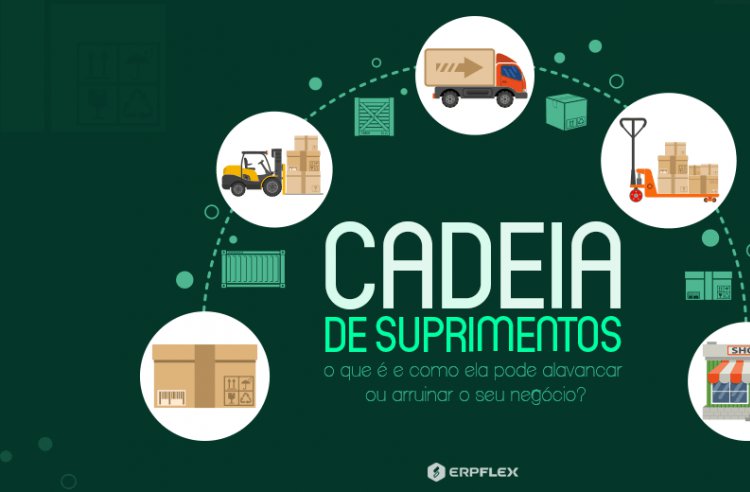 CADEIA
DE SUPRIMENTOS
o que é e como ela pode alavancar
ou arruinar o seu negócio?
SHO
ERPFLEX